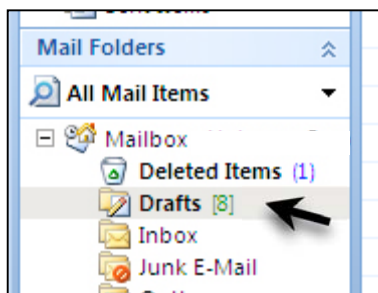 Mail Folders
All Mail Items
Mailbox
Deleted Items (1)
Drafts [8]
Inbox
Junk E-Mail